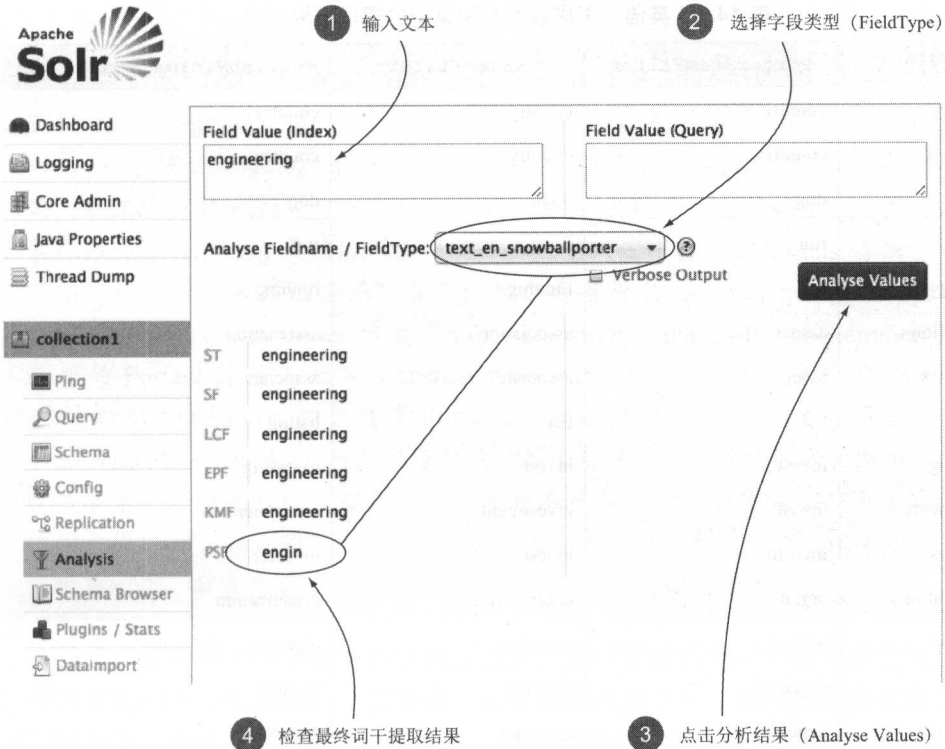 1 输入文本
2 选择字段类型（FieldType）
Apache
Solr
Dashboard
Logging
Core Admin
Java Properties
Thread Dump
collection1
Ping
Query
Schema
Config
Replication
Analysis
Schema Browser
Plugins / Stats
Dataimport
Field Value (Index)
engineering
Field Value (Query)
Analyse Fieldname / FieldType: text_en_snowballporter ?
Verbose Output
Analyse Values
ST engineering
SF engineering
LCF engineering
EPF engineering
KMF engineering
PSF engin
4 检查最终词干提取结果
3 点击分析结果（Analyse Values）